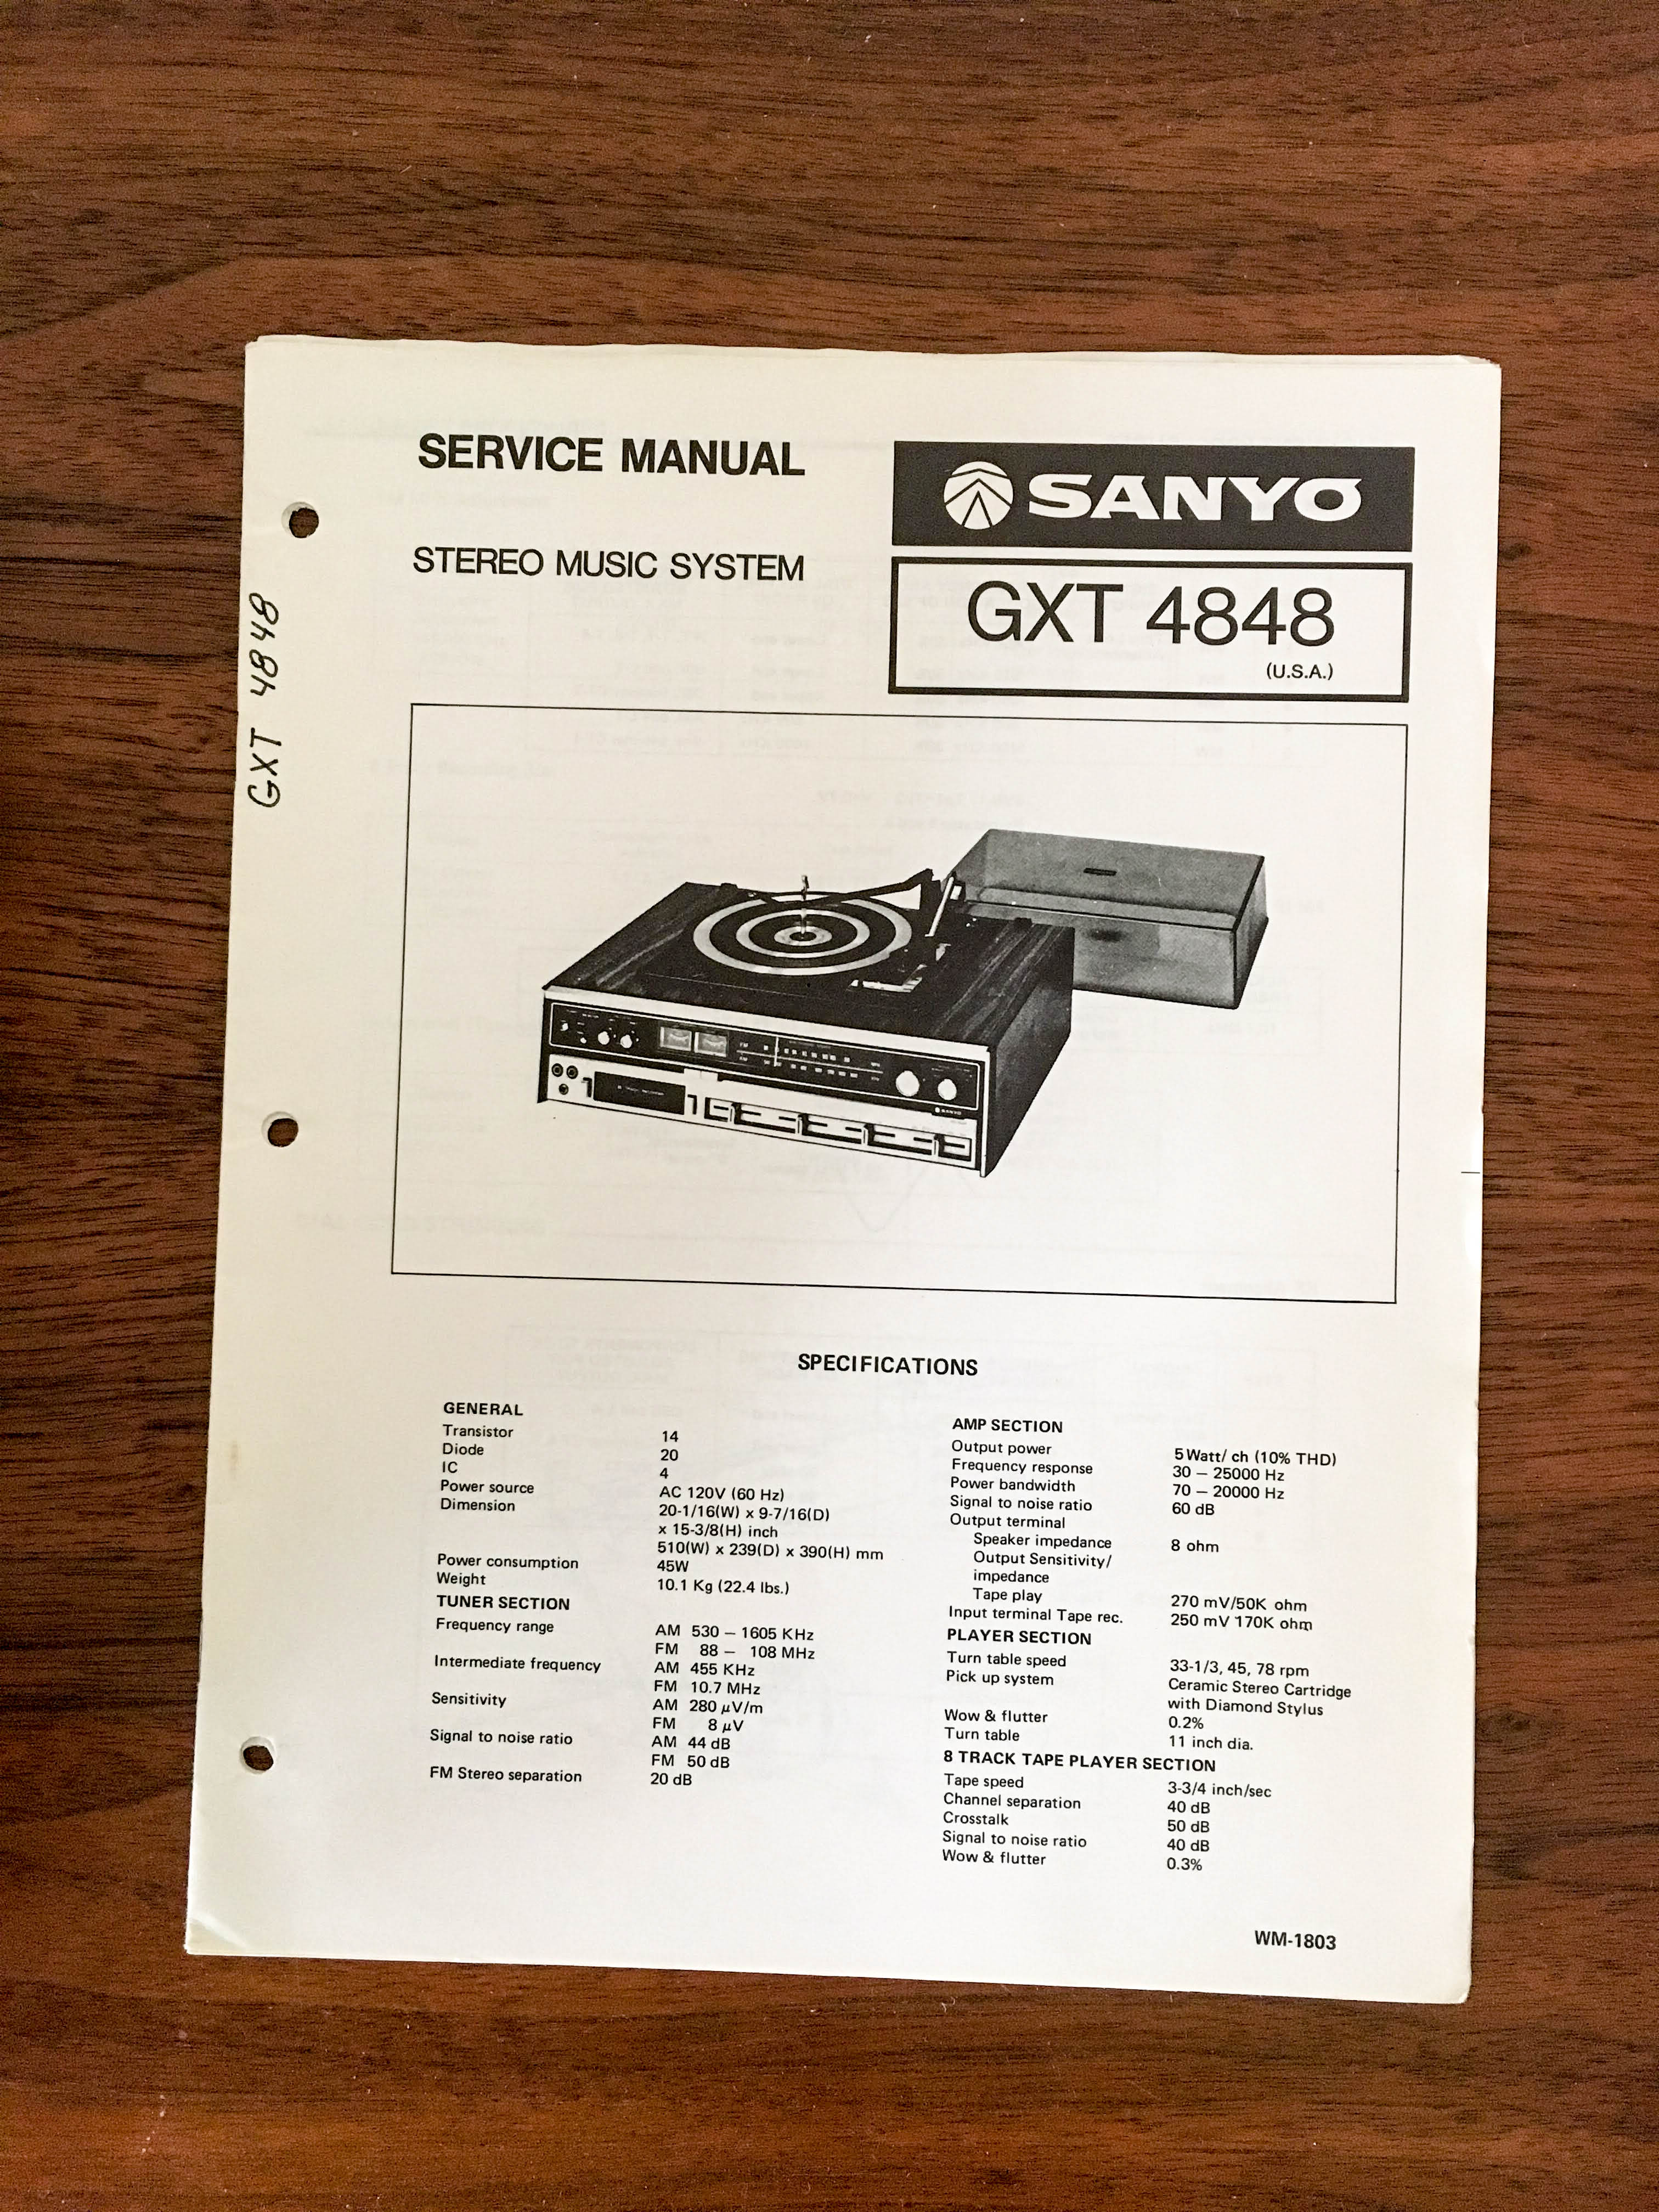 SERVICE MANUAL
SANYO
STEREO MUSIC SYSTEM
GXT 4848
(U.S.A.)
GXT 4848
SANYO
SPECIFICATIONS
GENERAL
Transistor 14
Diode 20
IC 4
Power source AC 120V (60 Hz)
Dimension 20-1/16(W) x 9-7/16(D)
x 15-3/8(H) inch
510(W) x 239(D) x 390(H) mm
Power consumption 45W
Weight 10.1 Kg (22.4 lbs.)
TUNER SECTION
Frequency range AM 530 – 1605 KHz
FM 88 – 108 MHz
Intermediate frequency AM 455 KHz
FM 10.7 MHz
Sensitivity AM 280 µV/m
FM 8 µV
Signal to noise ratio AM 44 dB
FM 50 dB
FM Stereo separation 20 dB
AMP SECTION
Output power 5Watt/ ch (10% THD)
Frequency response 30 – 25000 Hz
Power bandwidth 70 – 20000 Hz
Signal to noise ratio 60 dB
Output terminal
Speaker impedance 8 ohm
Output Sensitivity/
impedance
Tape play 270 mV/50K ohm
Input terminal Tape rec. 250 mV 170K ohm
PLAYER SECTION
Turn table speed 33-1/3, 45, 78 rpm
Pick up system Ceramic Stereo Cartridge
with Diamond Stylus
Wow & flutter 0.2%
Turn table 11 inch dia.
8 TRACK TAPE PLAYER SECTION
Tape speed 3-3/4 inch/sec
Channel separation 40 dB
Crosstalk 50 dB
Signal to noise ratio 40 dB
Wow & flutter 0.3%
WM-1803